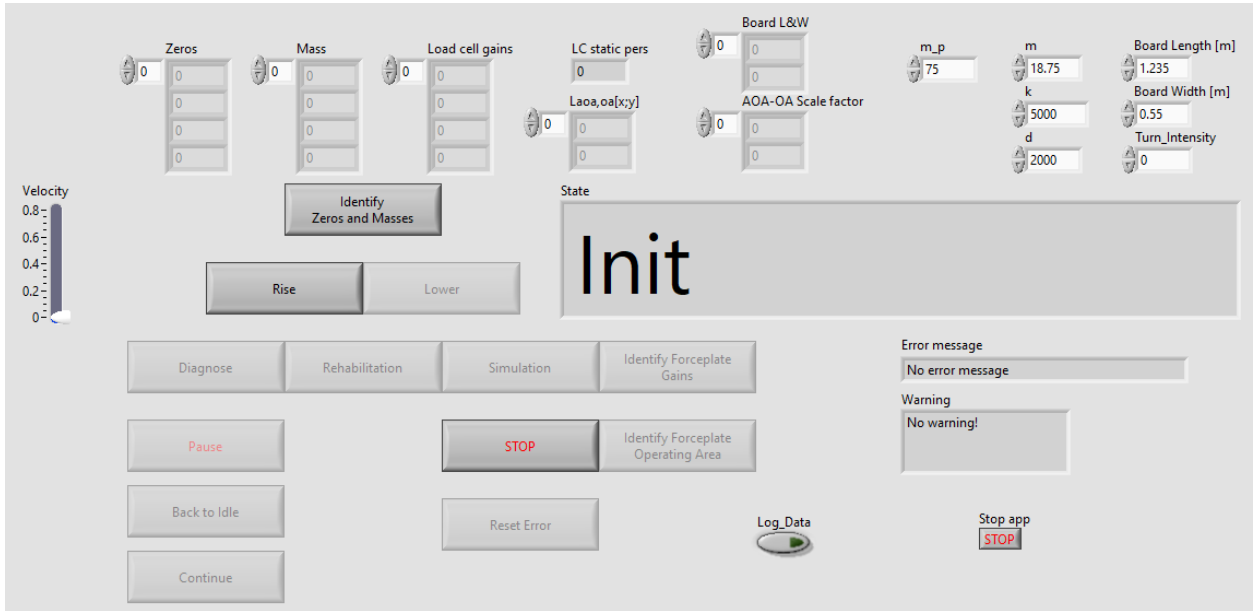 Board L&W
Zeros
Mass
Load cell gains
LC static pers
m_p
m
Board Length [m]
0
0
0
0
0
0
0
0
0
75
18.75
1.235
0
0
0
0
Laoa,oa[x;y]
AOA-OA Scale factor
k
Board Width [m]
0
0
0
0
0
0
0
5000
0.55
d
Turn_Intensity
0
0
0
0
0
2000
0
Velocity
0.8
0.6
0.4
0.2
0
Identify
Zeros and Masses
State
Init
Rise
Lower
Diagnose
Rehabilitation
Simulation
Identify Forceplate
Gains
Error message
No error message
Warning
No warning!
Pause
STOP
Identify Forceplate
Operating Area
Back to Idle
Reset Error
Log_Data
Stop app
STOP
Continue